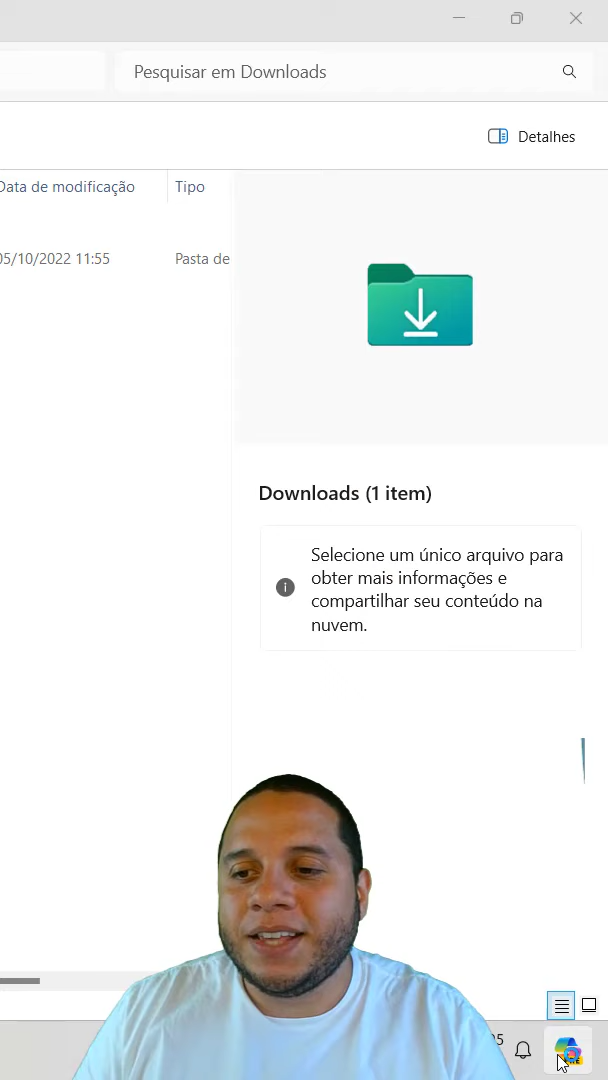 Pesquisar em Downloads
Detalhes
Data de modificação
Tipo
05/10/2022 11:55
Pasta de
Downloads (1 item)
Selecione um único arquivo para
obter mais informações e
compartilhar seu conteúdo na
nuvem.
05